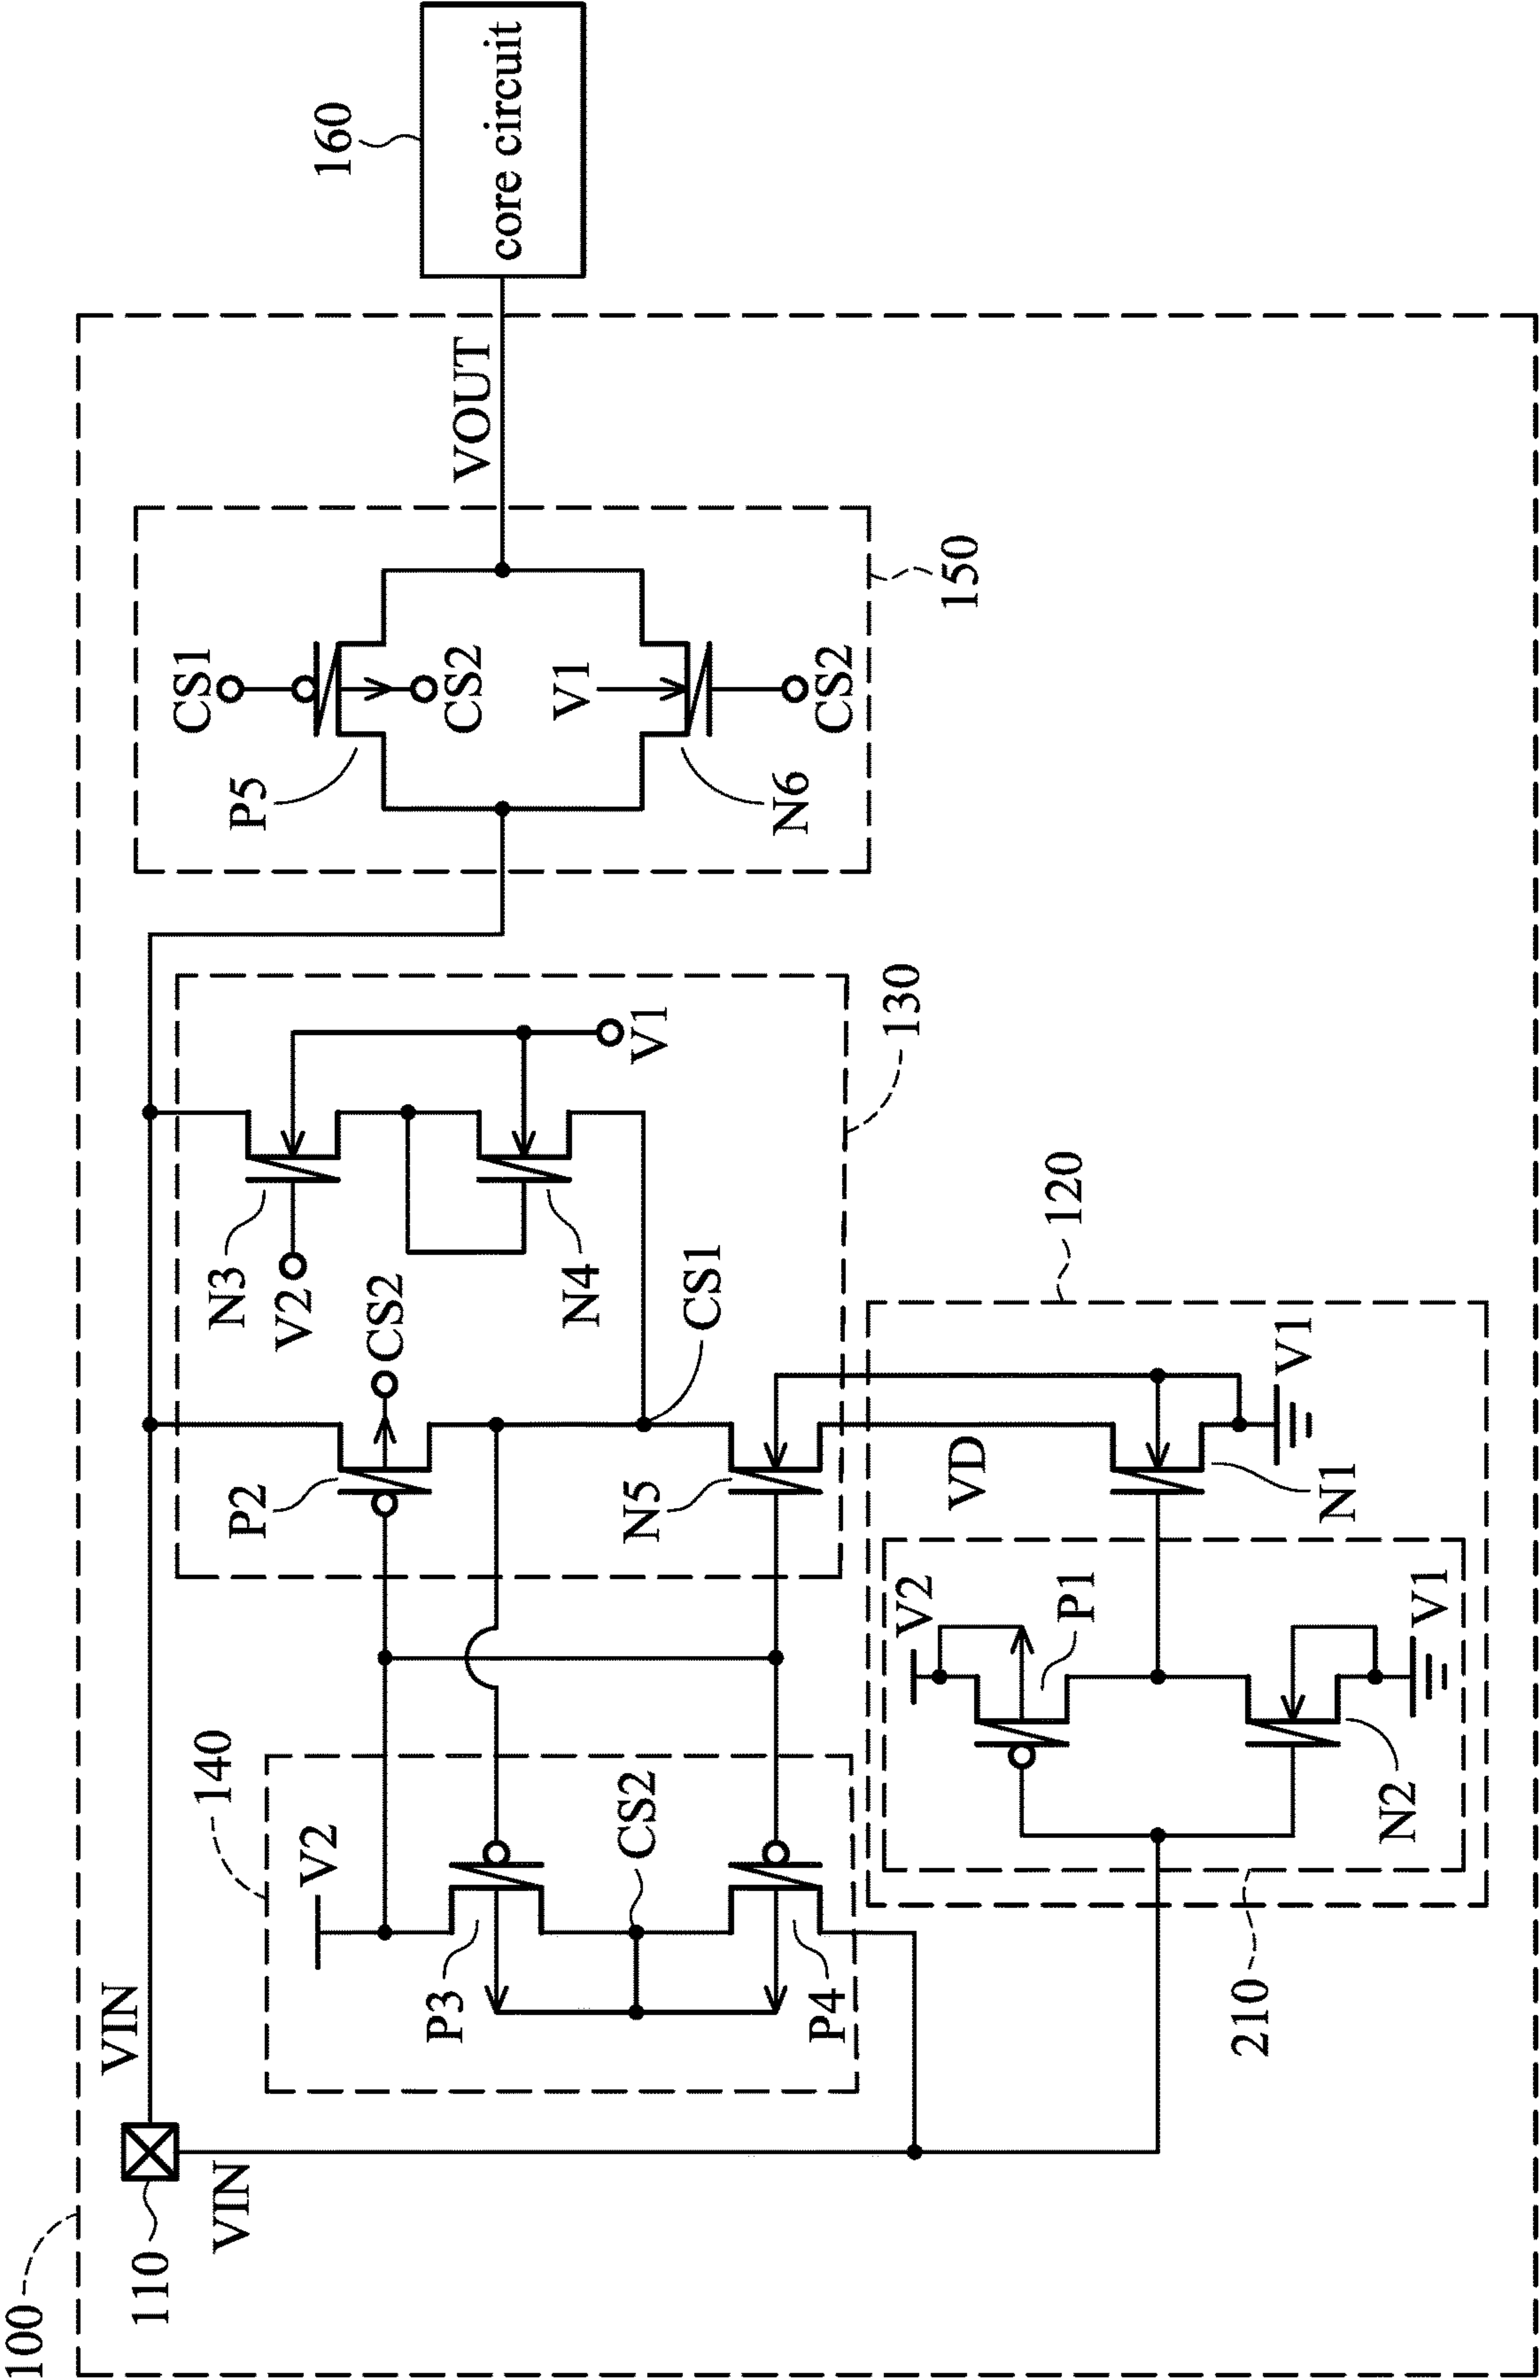 100
110
VIN
VIN
140
V2
P3
CS2
P4
210
P2
CS2
N3
V2
N4
CS1
N5
V1
130
120
VD
V2
P1
N2
V1
N1
V1
P5
CS1
CS2
V1
N6
CS2
150
VOUT
160
core circuit